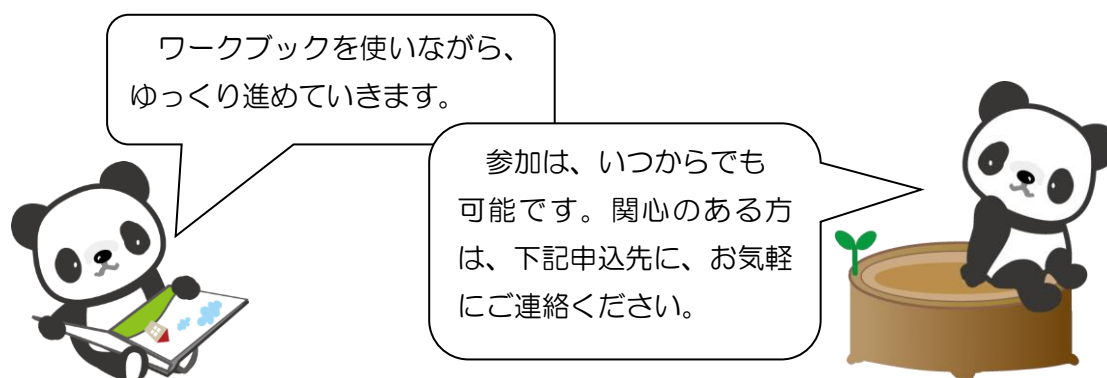 ワークブックを使いながら、
ゆっくり進めていきます。
参加は、いつからでも
可能です。関心のある方
は、下記申込先に、お気軽
にご連絡ください。